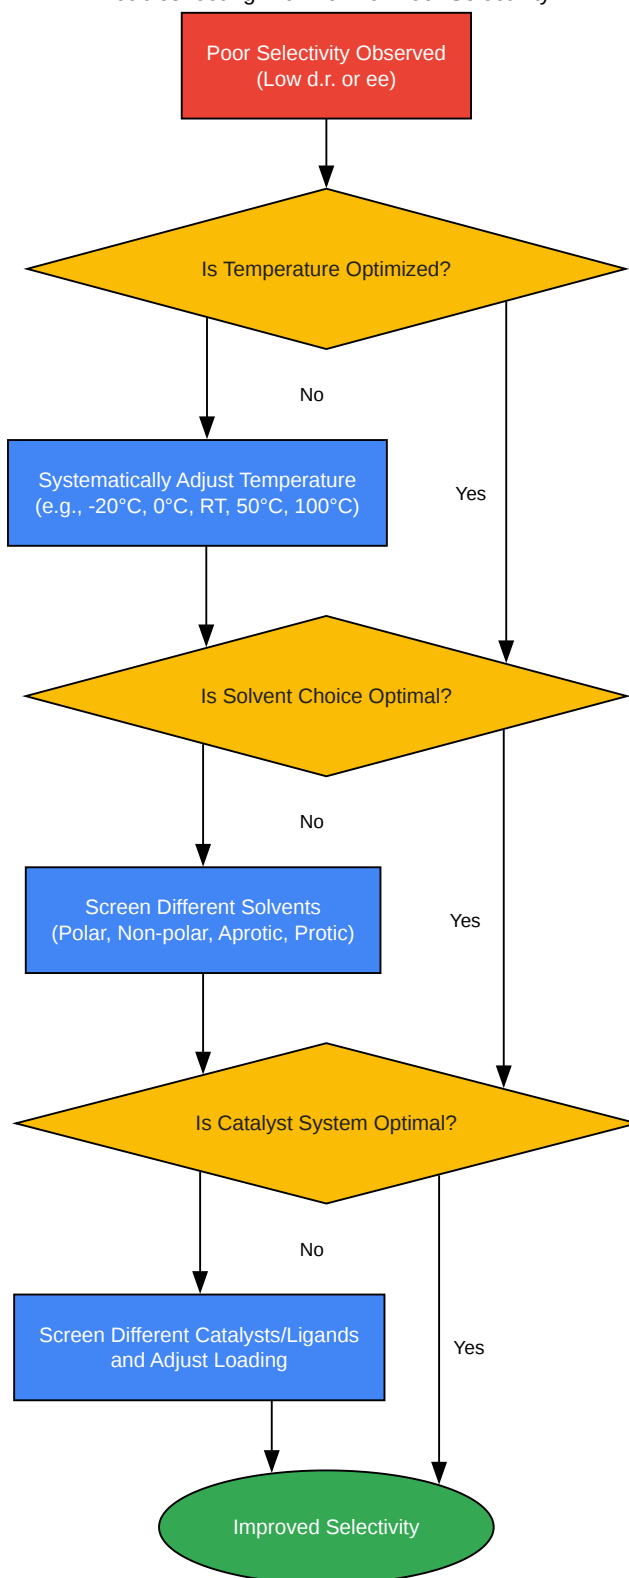 Poor Selectivity Observed
(Low d.r. or ee)
Is Temperature Optimized?
No
Systematically Adjust Temperature
(e.g., -20°C, 0°C, RT, 50°C, 100°C)
Yes
Is Solvent Choice Optimal?
No
Screen Different Solvents
(Polar, Non-polar, Aprotic, Protic)
Yes
Is Catalyst System Optimal?
No
Screen Different Catalysts/Ligands
and Adjust Loading
Yes
Improved Selectivity